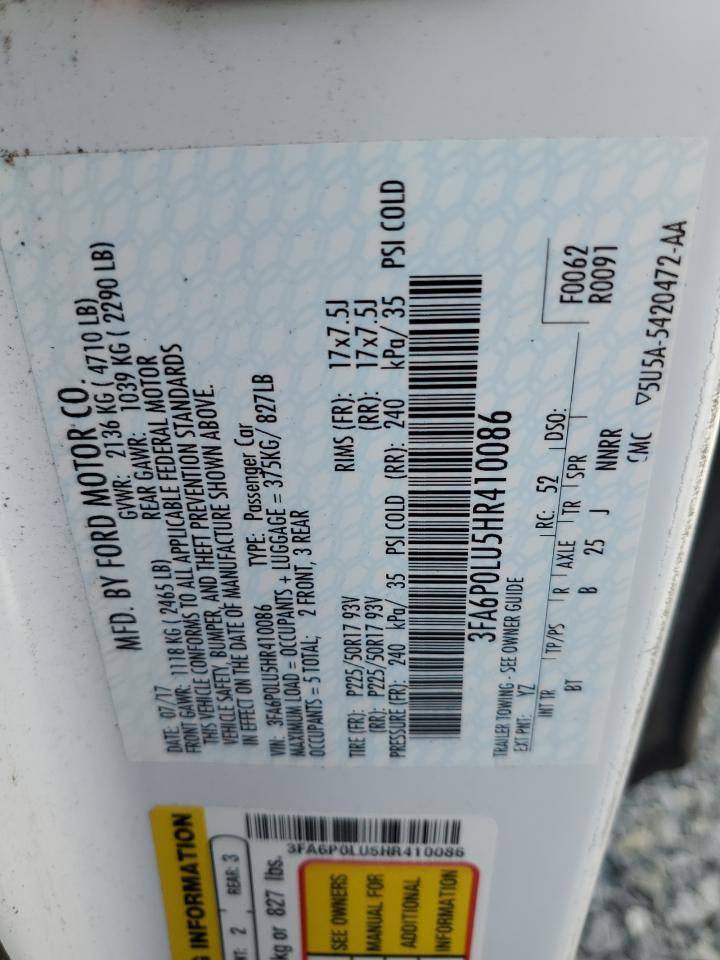 MFD. BY FORD MOTOR CO.
DATE: 07/17 GVWR: 2136 KG ( 4710 LB)
FRONT GAWR: 1118 KG ( 2465 LB) REAR GAWR: 1039 KG ( 2290 LB)
THIS VEHICLE CONFORMS TO ALL APPLICABLE FEDERAL MOTOR
VEHICLE SAFETY, BUMPER, AND THEFT PREVENTION STANDARDS
IN EFFECT ON THE DATE OF MANUFACTURE SHOWN ABOVE.
VIN: 3FA6P0LU5HR410086 TYPE: Passenger Car
MAXIMUM LOAD = OCCUPANTS + LUGGAGE = 375KG/ 827LB
OCCUPANTS = 5 TOTAL; 2 FRONT, 3 REAR
TIRE (FR): P225/50R17 93V RIMS (FR): 17x7.5J
(RR): P225/50R17 93V (RR): 17x7.5J
PRESSURE (FR): 240 kPa/ 35 PSI COLD (RR): 240 kPa/ 35 PSI COLD
3FA6P0LU5HR410086
TRAILER TOWING - SEE OWNER GUIDE
EXT PNT: YZ RC: 52 DSO: F0062
R0091
INT TR TP/PS R AXLE TR SPR
BT B 25 J NNRR
▽5U5A-5420472-AA
INFORMATION
2 REAR: 3
kg or 827 lbs.
3FA6P0LU5HR410086
SEE OWNERS
MANUAL FOR
ADDITIONAL
INFORMATION